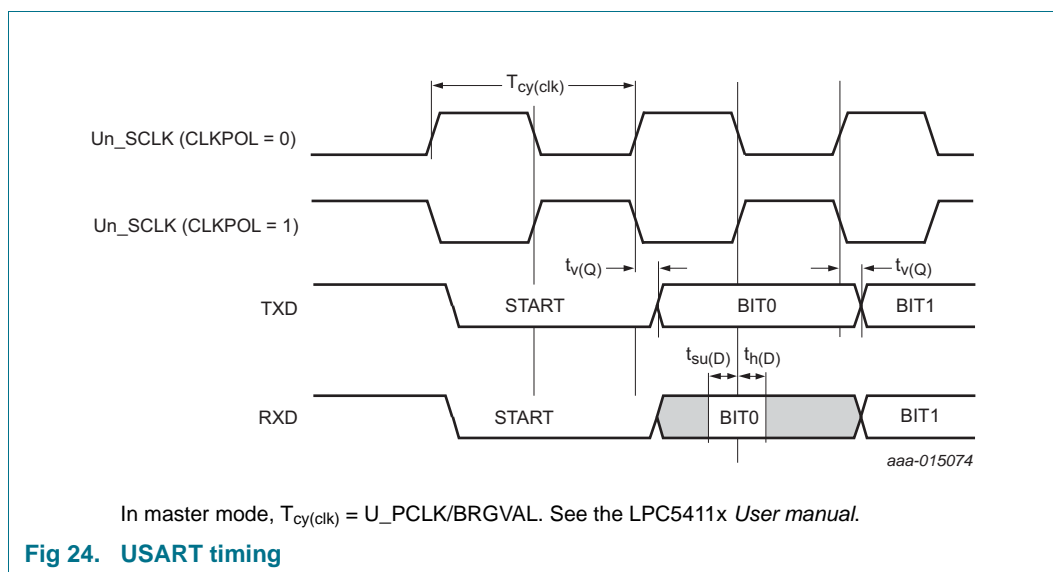 T_cy(clk)
Un_SCLK (CLKPOL = 0)
Un_SCLK (CLKPOL = 1)
t_v(Q)
t_v(Q)
TXD
START
BIT0
BIT1
t_su(D)
t_h(D)
RXD
START
BIT0
BIT1
aaa-015074
In master mode, T_cy(clk) = U_PCLK/BRGVAL. See the LPC5411x User manual.
Fig 24. USART timing